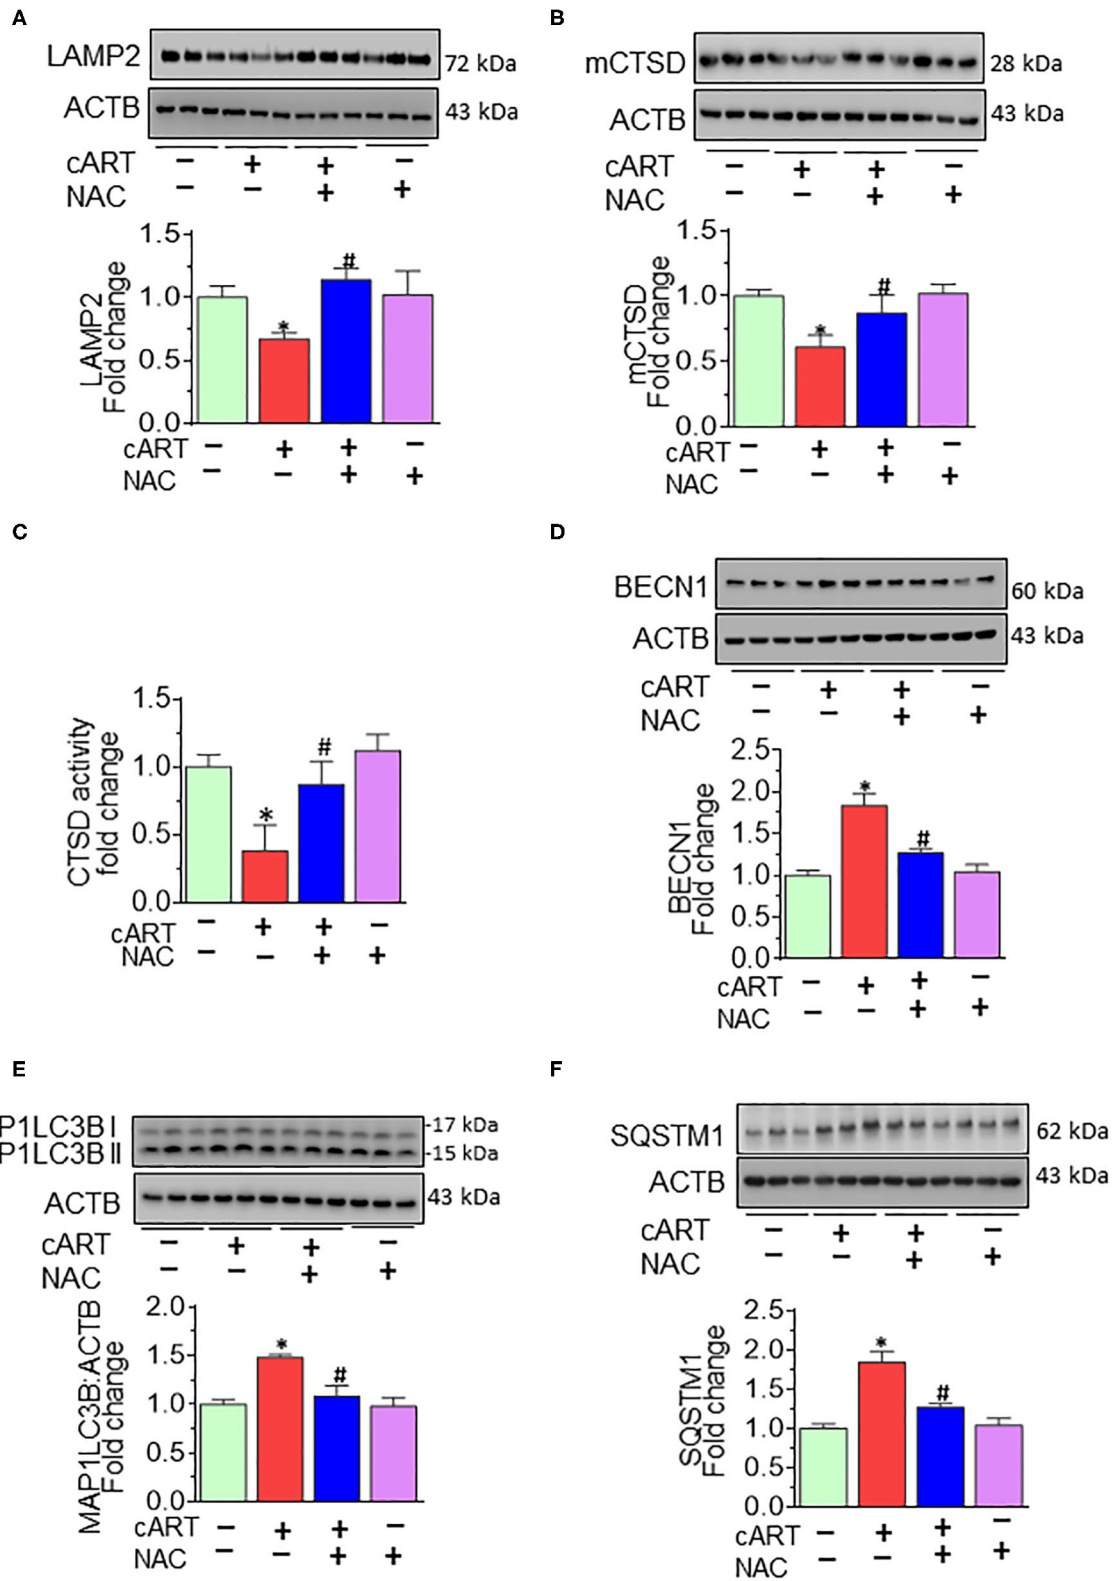 A
LAMP2
72 kDa
ACTB
43 kDa
cART − + + −
NAC − − + +
1.5
1.0
0.5
0.0
LAMP2
Fold change
*
#
cART − + + −
NAC − − + +
B
mCTSD
28 kDa
ACTB
43 kDa
cART − + + −
NAC − − + +
1.5
1.0
0.5
0.0
mCTSD
Fold change
*
#
cART − + + −
NAC − − + +
C
1.5
1.0
0.5
0.0
CTSD activity
fold change
*
#
cART − + + −
NAC − − + +
D
BECN1
60 kDa
ACTB
43 kDa
cART − + + −
NAC − − + +
2.5
2.0
1.5
1.0
0.5
0.0
BECN1
Fold change
*
#
cART − + + −
NAC − − + +
E
P1LC3B I
-17 kDa
P1LC3B II
-15 kDa
ACTB
43 kDa
cART − + + −
NAC − − + +
2.0
1.5
1.0
0.5
0.0
MAP1LC3B:ACTB
Fold change
*
#
cART − + + −
NAC − − + +
F
SQSTM1
62 kDa
ACTB
43 kDa
cART − + + −
NAC − − + +
2.5
2.0
1.5
1.0
0.5
0.0
SQSTM1
Fold change
*
#
cART − + + −
NAC − − + +